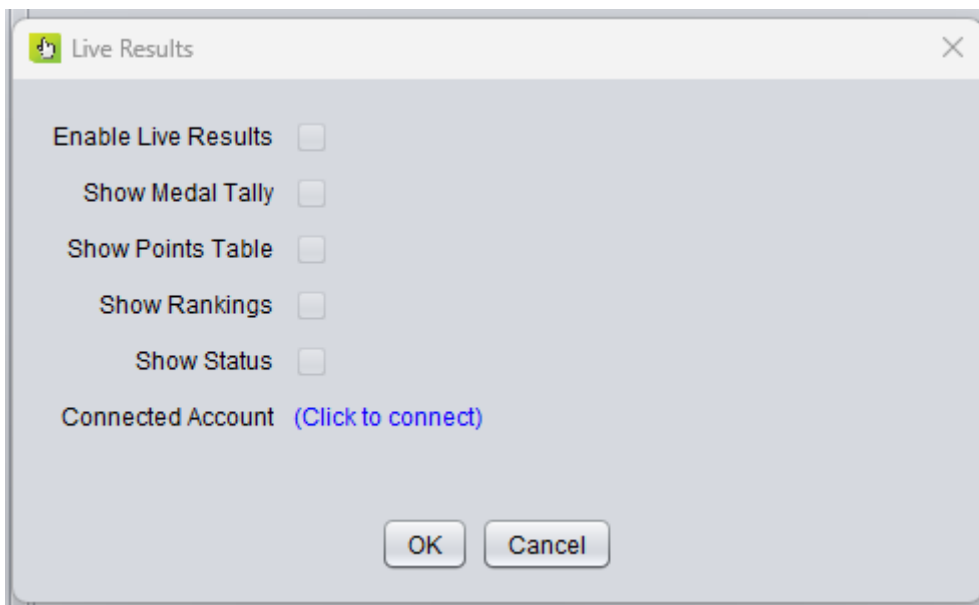 Live Results
Enable Live Results
Show Medal Tally
Show Points Table
Show Rankings
Show Status
Connected Account (Click to connect)
OK Cancel